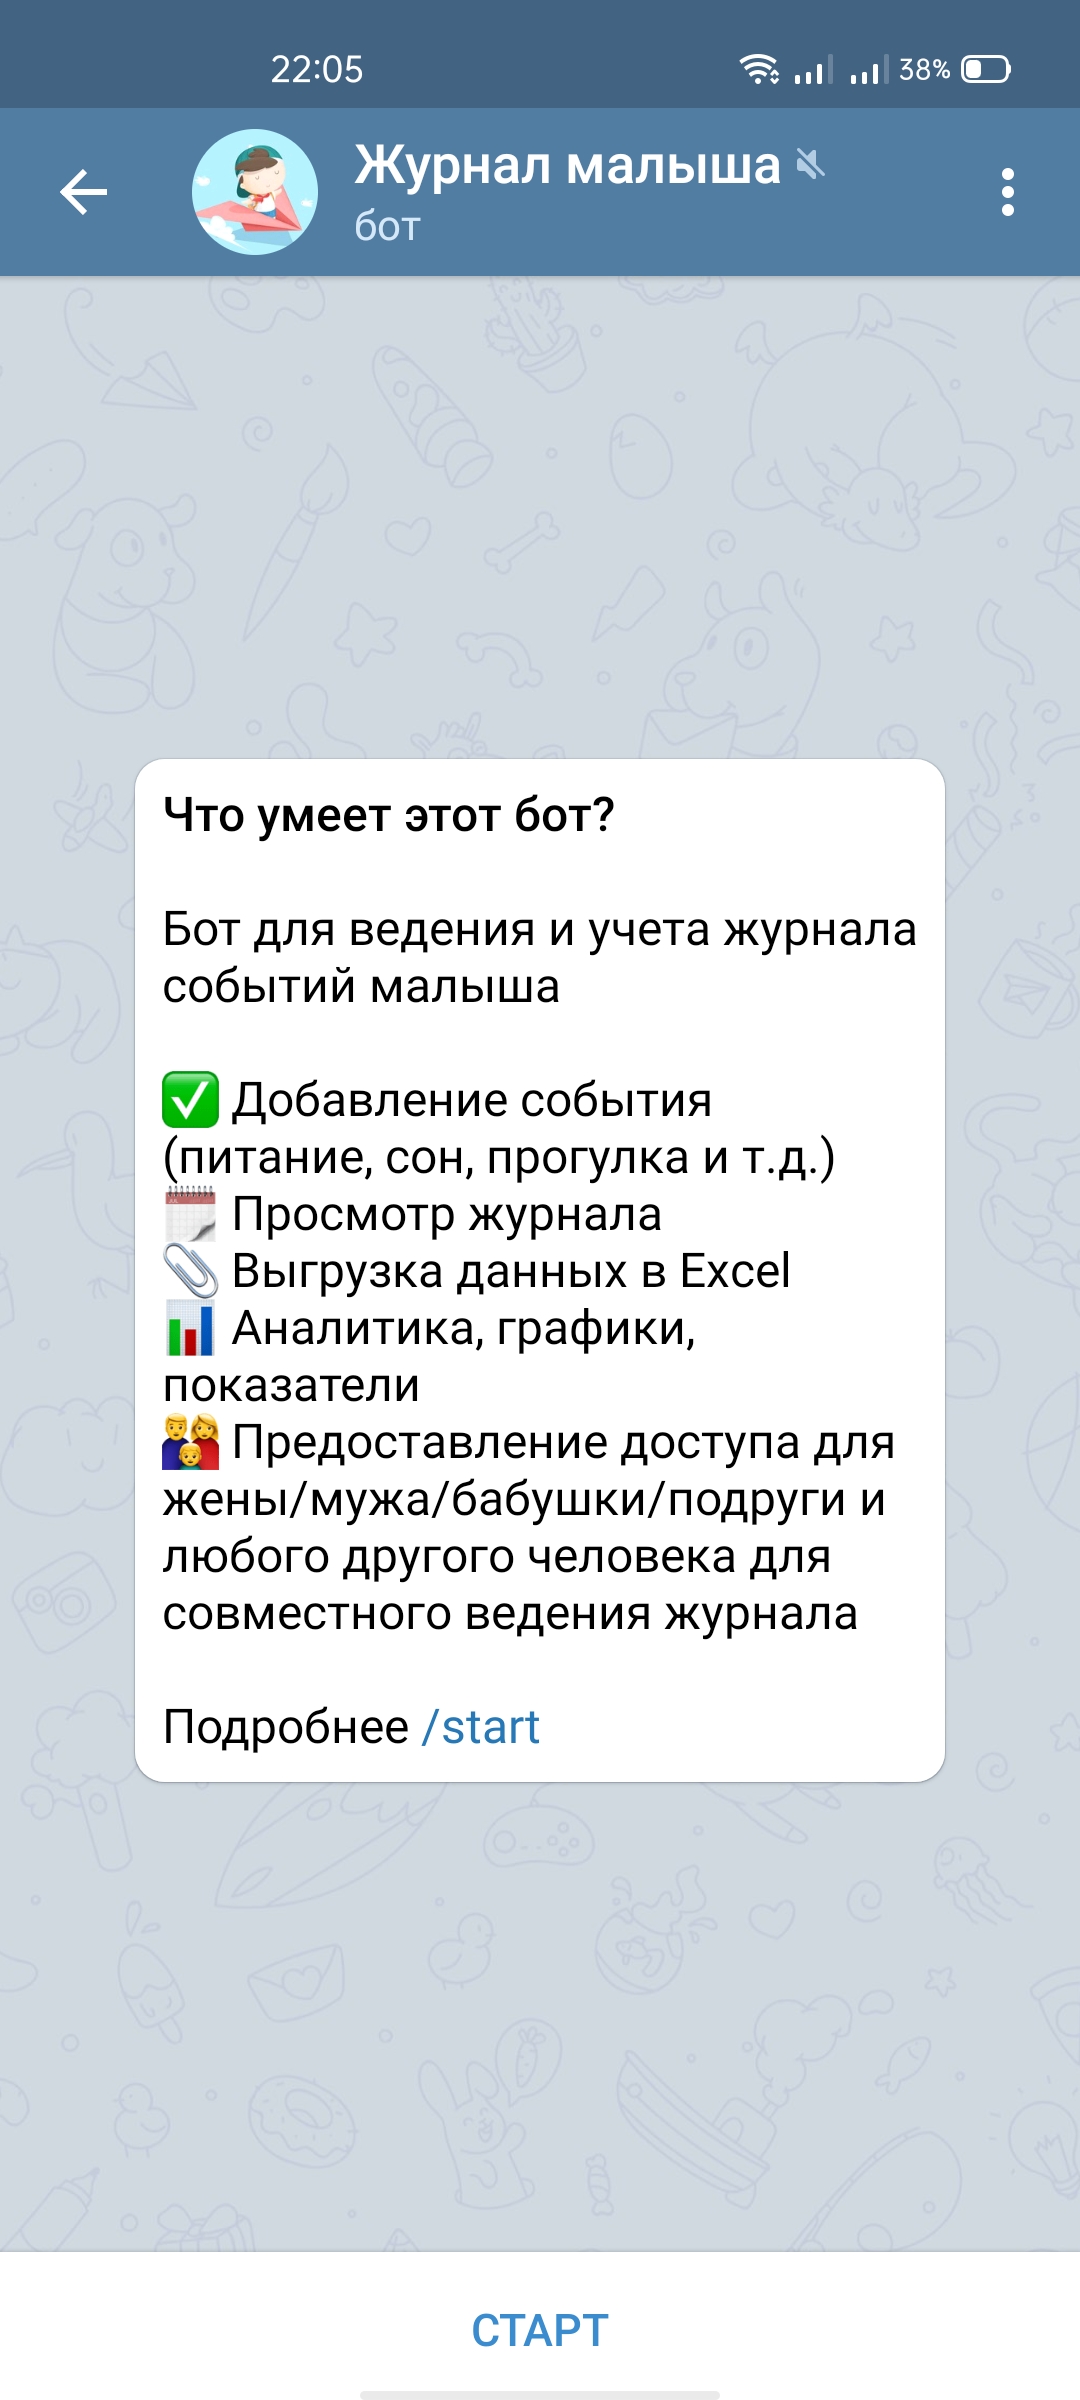 22:05
38%
Журнал малыша
бот
Что умеет этот бот?
Бот для ведения и учета журнала
событий малыша
✅ Добавление события
(питание, сон, прогулка и т.д.)
🗓 Просмотр журнала
📎 Выгрузка данных в Excel
📊 Аналитика, графики,
показатели
👨‍👩‍👦 Предоставление доступа для
жены/мужа/бабушки/подруги и
любого другого человека для
совместного ведения журнала
Подробнее /start
СТАРТ